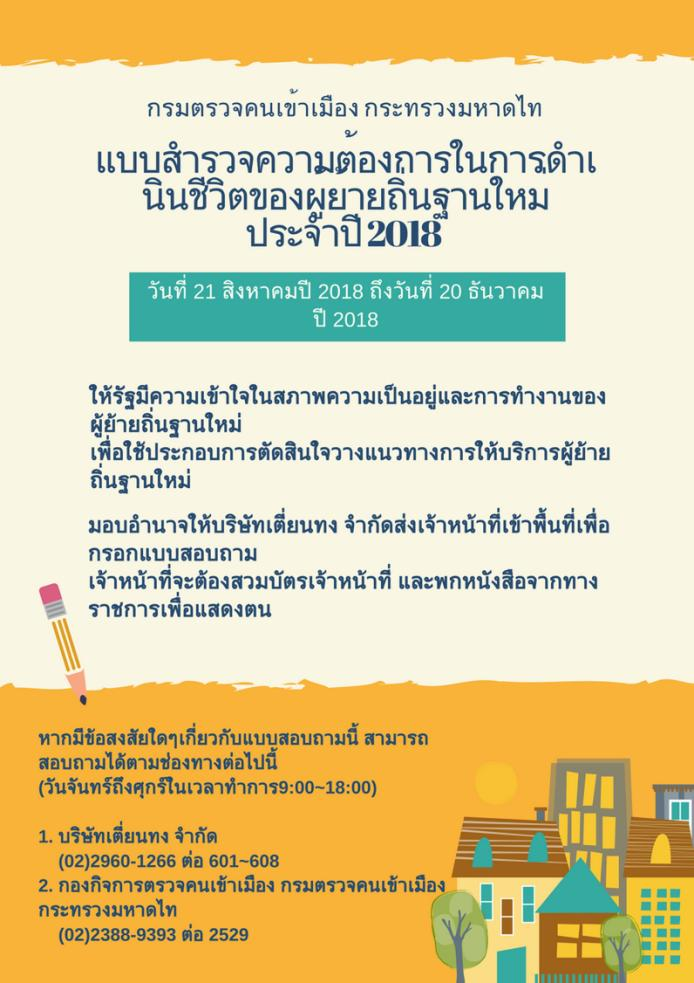 กรมตรวจคนเข้าเมือง กระทรวงมหาดไท
แบบสำรวจความต้องการในการดำเ
นินชีวิตของผู้ย้ายถิ่นฐานใหม่
ประจำปี 2018
วันที่ 21 สิงหาคมปี 2018 ถึงวันที่ 20 ธันวาคม
ปี 2018
ให้รัฐมีความเข้าใจในสภาพความเป็นอยู่และการทำงานของ
ผู้ย้ายถิ่นฐานใหม่
เพื่อใช้ประกอบการตัดสินใจวางแนวทางการให้บริการผู้ย้าย
ถิ่นฐานใหม่
มอบอำนาจให้บริษัทเตี่ยนทง จำกัดส่งเจ้าหน้าที่เข้าพื้นที่เพื่อ
กรอกแบบสอบถาม
เจ้าหน้าที่จะต้องสวมบัตรเจ้าหน้าที่ และพกหนังสือจากทาง
ราชการเพื่อแสดงตน
หากมีข้อสงสัยใดๆเกี่ยวกับแบบสอบถามนี้ สามารถ
สอบถามได้ตามช่องทางต่อไปนี้
(วันจันทร์ถึงศุกร์ในเวลาทำการ9:00~18:00)
1. บริษัทเตี่ยนทง จำกัด
(02)2960-1266 ต่อ 601~608
2. กองกิจการตรวจคนเข้าเมือง กรมตรวจคนเข้าเมือง
กระทรวงมหาดไท
(02)2388-9393 ต่อ 2529